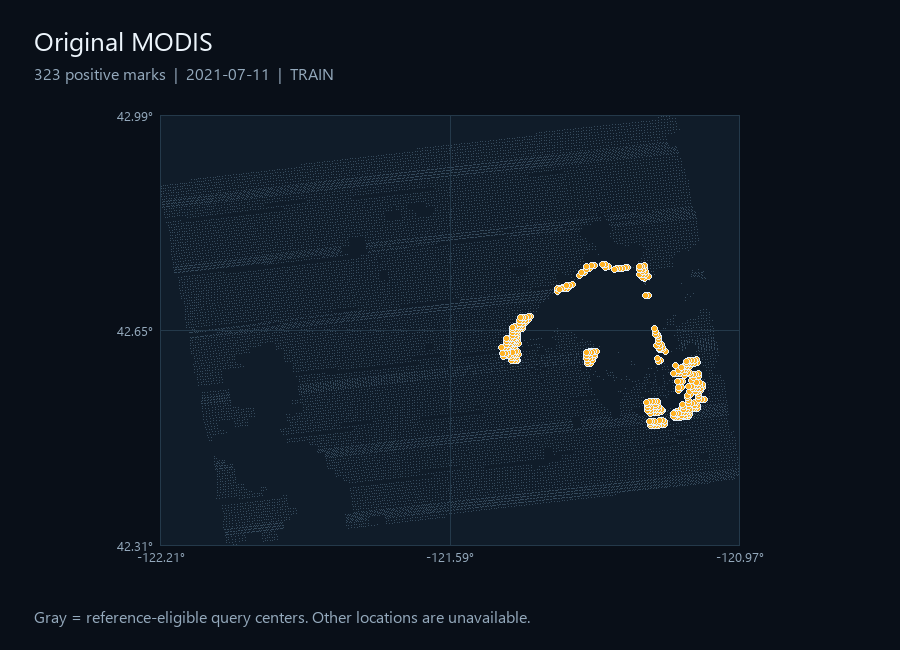 Original MODIS
323 positive marks | 2021-07-11 | TRAIN
42.99°
42.65°
42.31°
-122.21°
-121.59°
-120.97°
Gray = reference-eligible query centers. Other locations are unavailable.